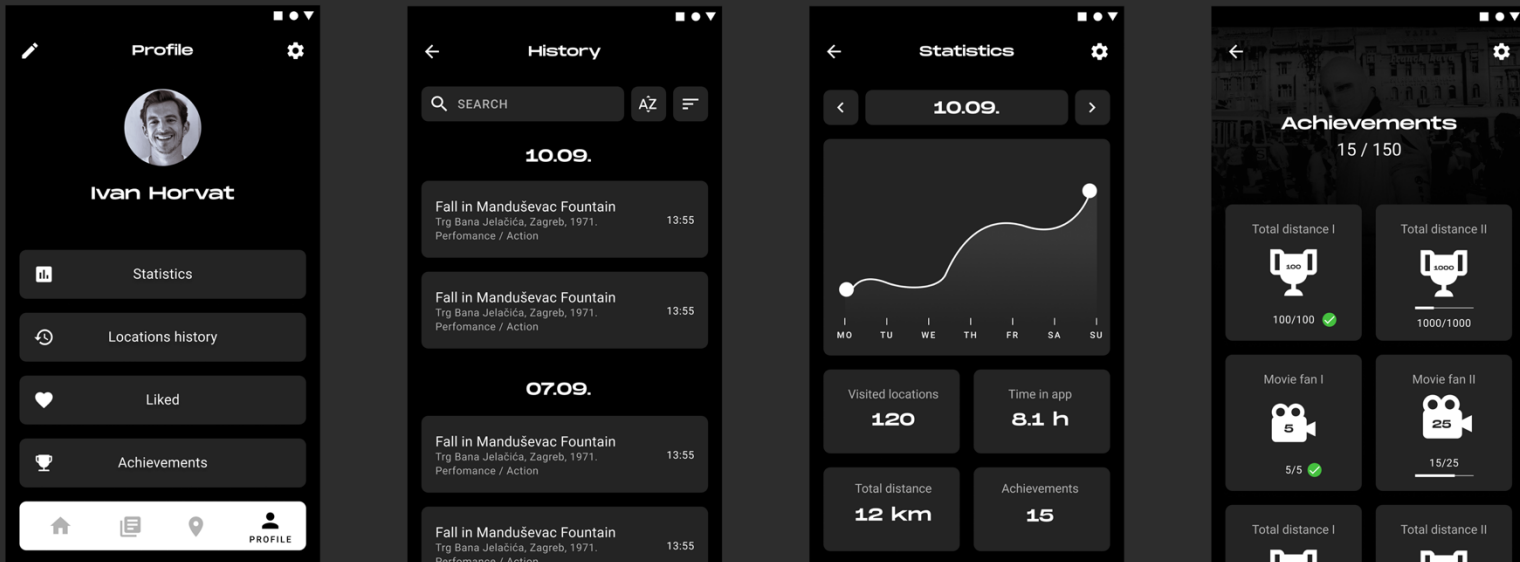 Profile
Ivan Horvat
Statistics
Locations history
Liked
Achievements
PROFILE
History
SEARCH
AZ
10.09.
Fall in Manduševac Fountain
Trg Bana Jelačića, Zagreb, 1971.
Perfomance / Action
13:55
Fall in Manduševac Fountain
Trg Bana Jelačića, Zagreb, 1971.
Perfomance / Action
13:55
07.09.
Fall in Manduševac Fountain
Trg Bana Jelačića, Zagreb, 1971.
Perfomance / Action
13:55
Fall in Manduševac Fountain
Trg Bana Jelačića, Zagreb, 1971.
Perfomance / Action
13:55
Statistics
10.09.
MO TU WE TH FR SA SU
Visited locations
120
Time in app
8.1 h
Total distance
12 km
Achievements
15
Achievements
15 / 150
Total distance I
100
100/100
Total distance II
1000
1000/1000
Movie fan I
5
5/5
Movie fan II
25
15/25
Total distance I
Total distance II